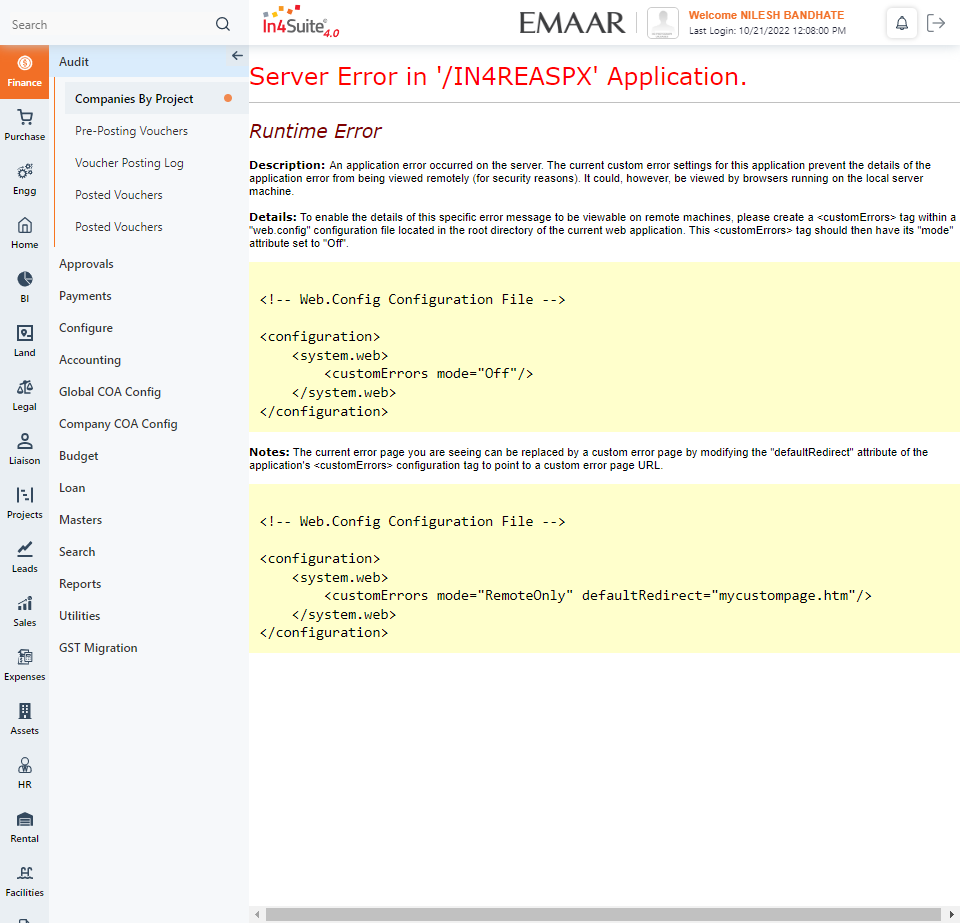 Search
In4Suite 4.0
EMAAR
Welcome NILESH BANDHATE
Last Login: 10/21/2022 12:08:00 PM
Finance
Purchase
Engg
Home
BI
Land
Legal
Liaison
Projects
Leads
Sales
Expenses
Assets
HR
Rental
Facilities
Audit
Companies By Project
Pre-Posting Vouchers
Voucher Posting Log
Posted Vouchers
Posted Vouchers
Approvals
Payments
Configure
Accounting
Global COA Config
Company COA Config
Budget
Loan
Masters
Search
Reports
Utilities
GST Migration
Server Error in '/IN4REASPX' Application.
Runtime Error
Description: An application error occurred on the server. The current custom error settings for this application prevent the details of the
application error from being viewed remotely (for security reasons). It could, however, be viewed by browsers running on the local server
machine.
Details: To enable the details of this specific error message to be viewable on remote machines, please create a <customErrors> tag within a
"web.config" configuration file located in the root directory of the current web application. This <customErrors> tag should then have its "mode"
attribute set to "Off".
<!-- Web.Config Configuration File -->
<configuration>
<system.web>
<customErrors mode="Off"/>
</system.web>
</configuration>
Notes: The current error page you are seeing can be replaced by a custom error page by modifying the "defaultRedirect" attribute of the
application's <customErrors> configuration tag to point to a custom error page URL.
<!-- Web.Config Configuration File -->
<configuration>
<system.web>
<customErrors mode="RemoteOnly" defaultRedirect="mycustompage.htm"/>
</system.web>
</configuration>